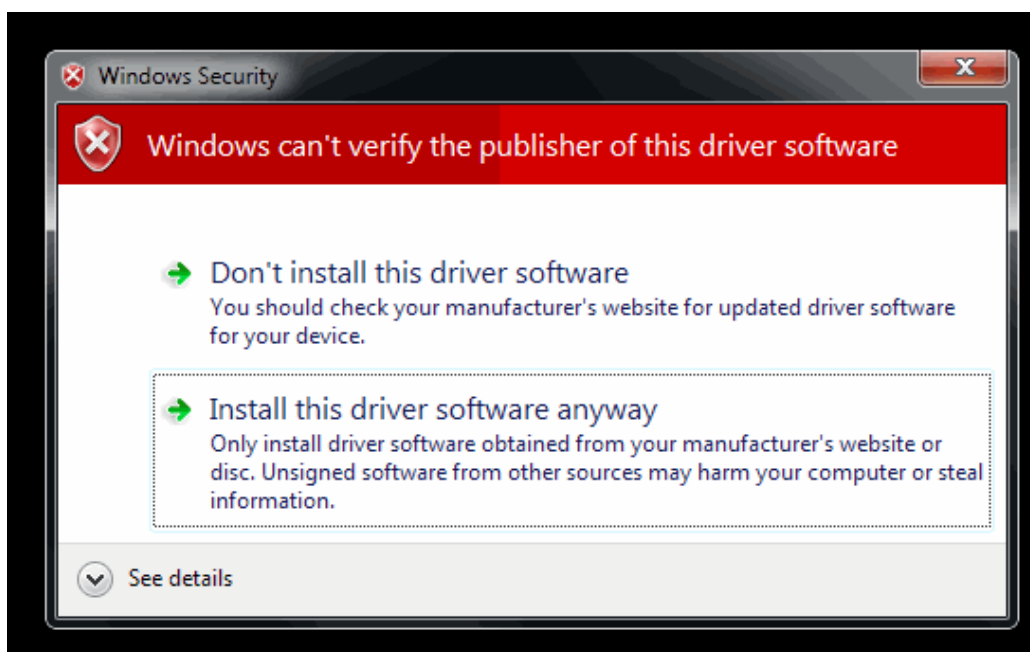 Windows Security
Windows can't verify the publisher of this driver software
Don't install this driver software
You should check your manufacturer's website for updated driver software
for your device.
Install this driver software anyway
Only install driver software obtained from your manufacturer's website or
disc. Unsigned software from other sources may harm your computer or steal
information.
See details